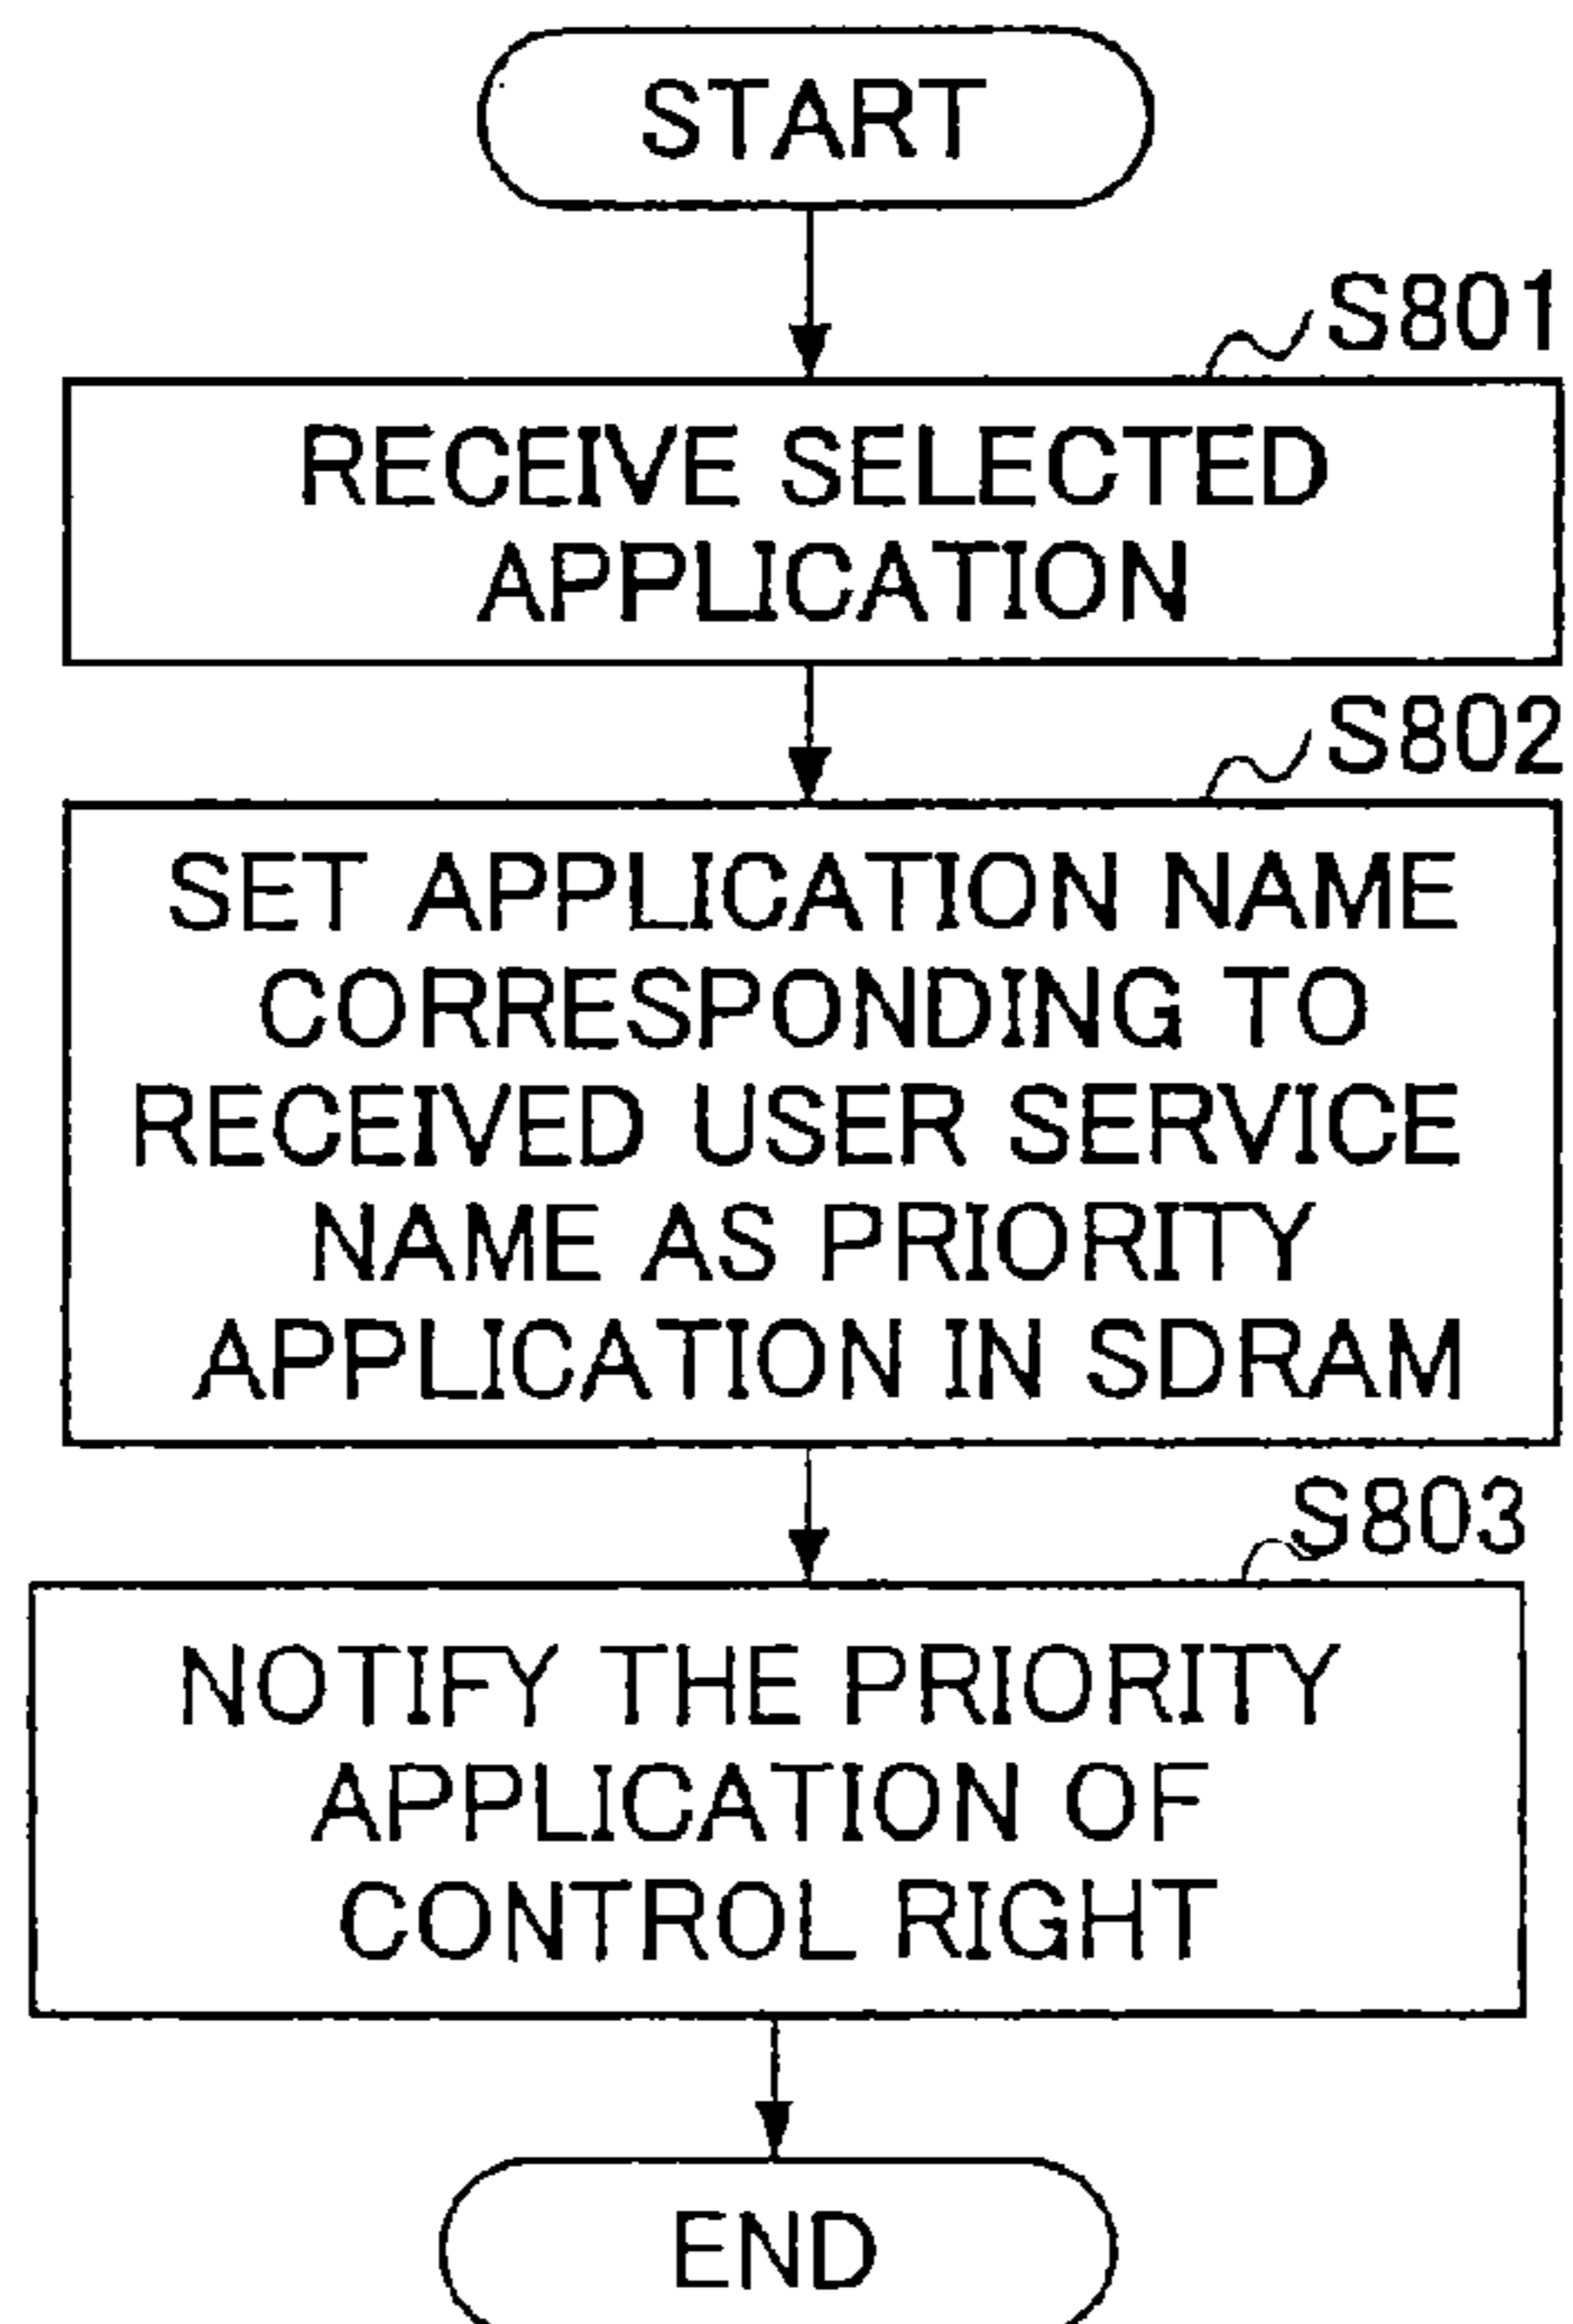 START
S801
RECEIVE SELECTED
APPLICATION
S802
SET APPLICATION NAME
CORRESPONDING TO
RECEIVED USER SERVICE
NAME AS PRIORITY
APPLICATION IN SDRAM
S803
NOTIFY THE PRIORITY
APPLICATION OF
CONTROL RIGHT
END